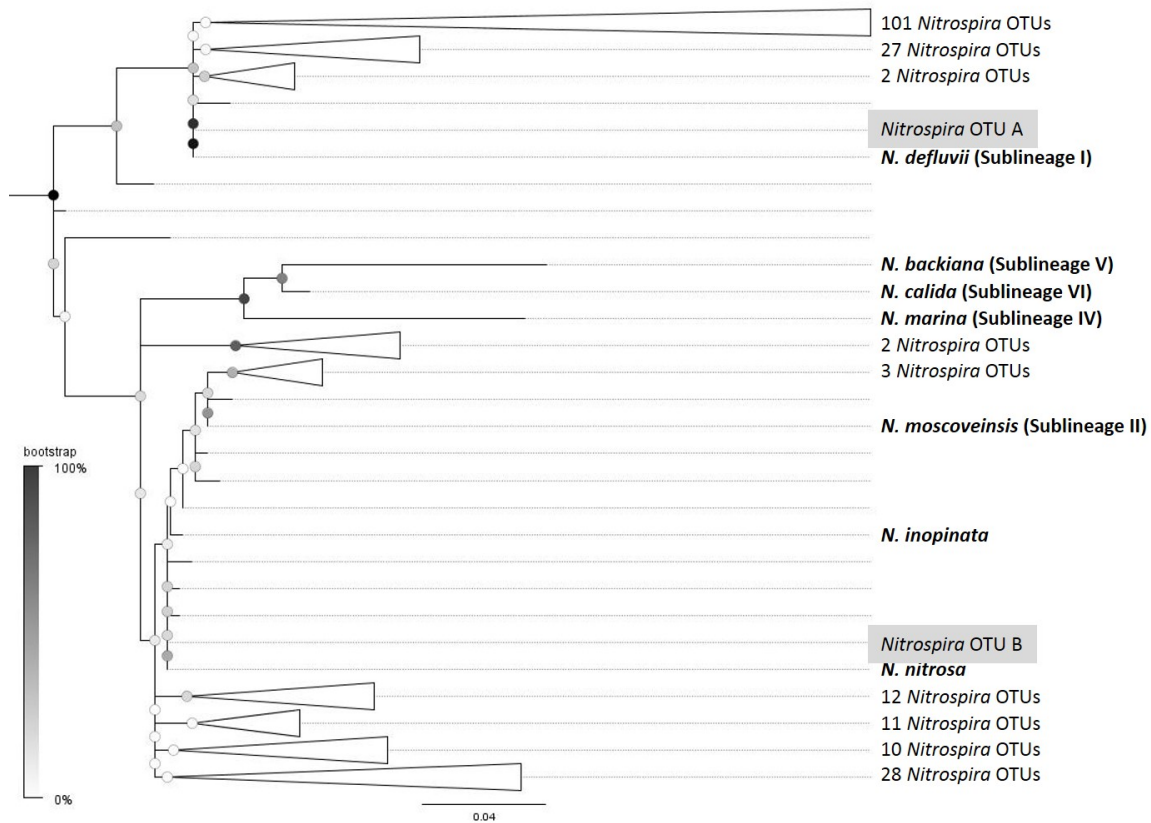 101 Nitrospira OTUs
27 Nitrospira OTUs
2 Nitrospira OTUs
Nitrospira OTU A
N. defluvii (Sublineage I)
N. backiana (Sublineage V)
N. calida (Sublineage VI)
N. marina (Sublineage IV)
2 Nitrospira OTUs
3 Nitrospira OTUs
N. moscoveinsis (Sublineage II)
bootstrap
100%
N. inopinata
Nitrospira OTU B
N. nitrosa
12 Nitrospira OTUs
11 Nitrospira OTUs
10 Nitrospira OTUs
28 Nitrospira OTUs
0%
0.04